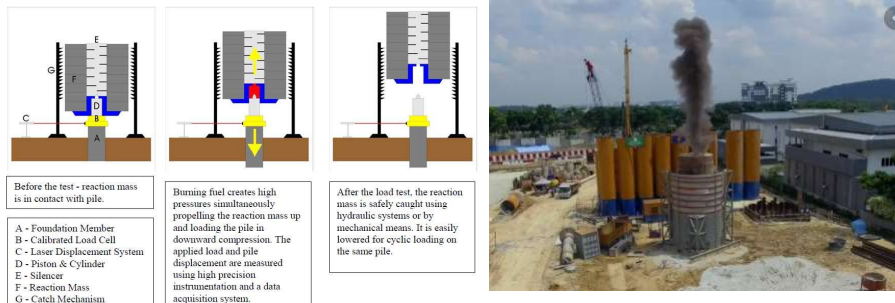 E
G
F
D
C
B
A
Before the test - reaction mass
is in contact with pile.
A - Foundation Member
B - Calibrated Load Cell
C - Laser Displacement System
D - Piston & Cylinder
E - Silencer
F - Reaction Mass
G - Catch Mechanism
Burning fuel creates high
pressures simultaneously
propelling the reaction mass up
and loading the pile in
downward compression. The
applied load and pile
displacement are measured
using high precision
instrumentation and a data
acquisition system.
After the load test, the reaction
mass is safely caught using
hydraulic systems or by
mechanical means. It is easily
lowered for cyclic loading on
the same pile.